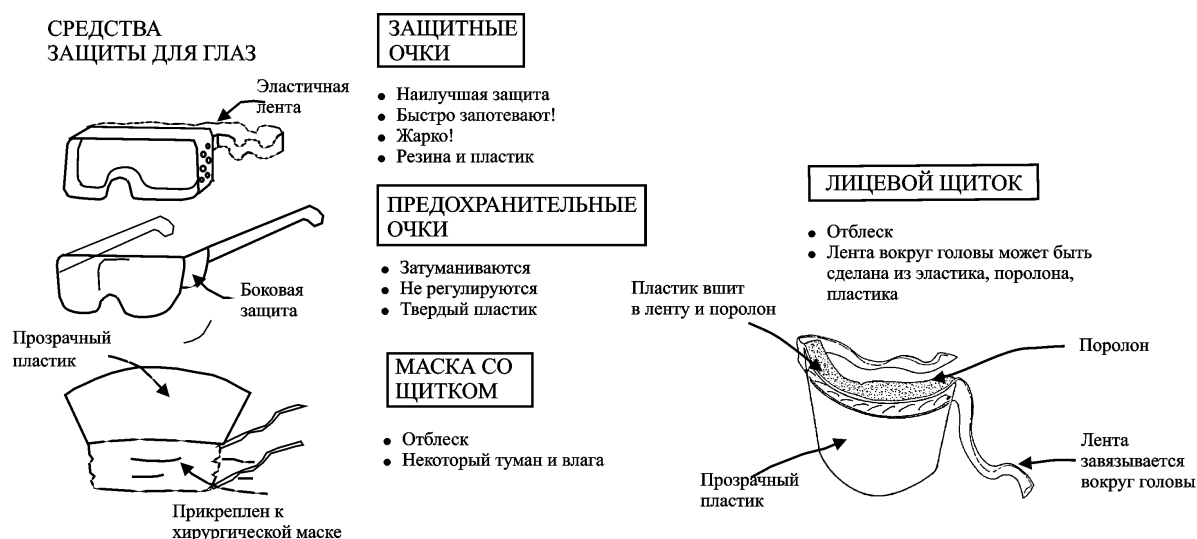 СРЕДСТВА
ЗАЩИТЫ ДЛЯ ГЛАЗ
Эластичная
лента
Боковая
защита
Прозрачный
пластик
Прикреплен к
хирургической маске
ЗАЩИТНЫЕ
ОЧКИ
● Наилучшая защита
● Быстро запотевают!
● Жарко!
● Резина и пластик
ПРЕДОХРАНИТЕЛЬНЫЕ
ОЧКИ
● Затуманиваются
● Не регулируются
● Твердый пластик
МАСКА СО
ЩИТКОМ
● Отблеск
● Некоторый туман и влага
ЛИЦЕВОЙ ЩИТОК
● Отблеск
● Лента вокруг головы может быть
сделана из эластика, поролона,
пластика
Пластик вшит
в ленту и поролон
Поролон
Прозрачный
пластик
Лента
завязывается
вокруг головы